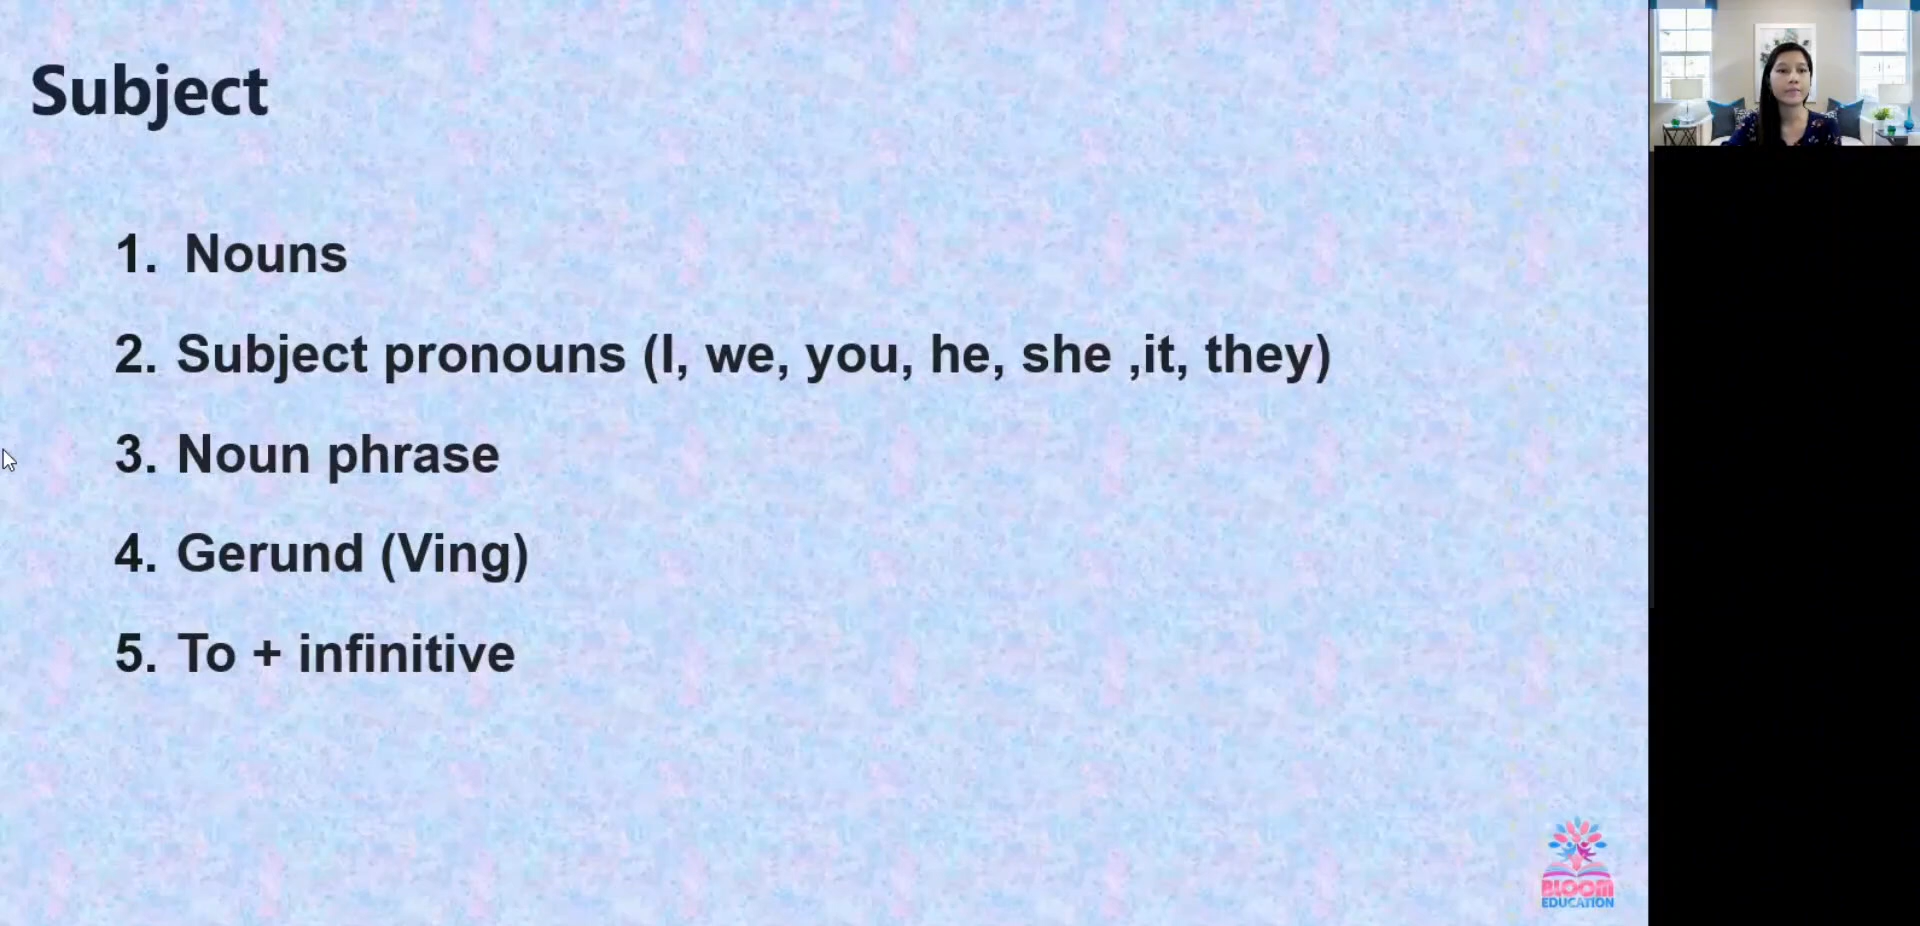 Subject
1. Nouns
2. Subject pronouns (I, we, you, he, she ,it, they)
3. Noun phrase
4. Gerund (Ving)
5. To + infinitive
BLOOM
EDUCATION